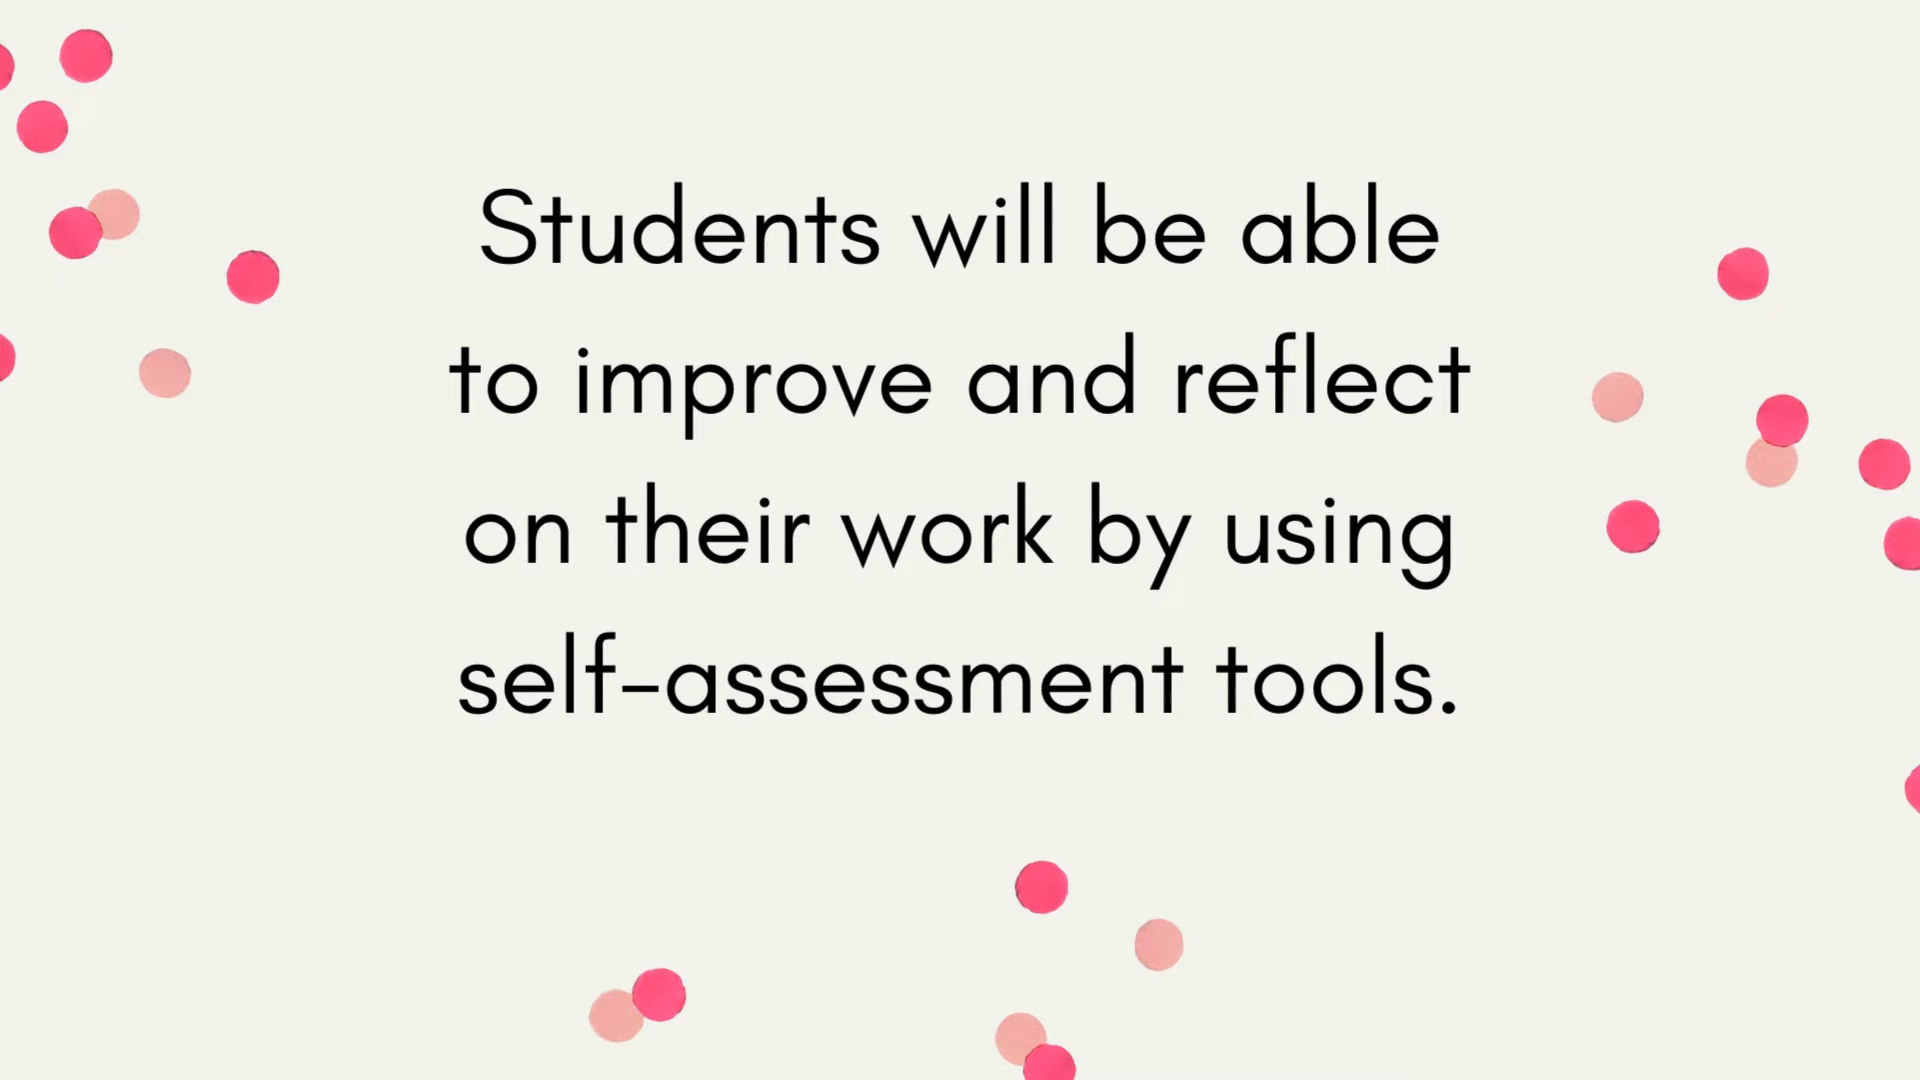 Students will be able
to improve and reflect
on their work by using
self-assessment tools.